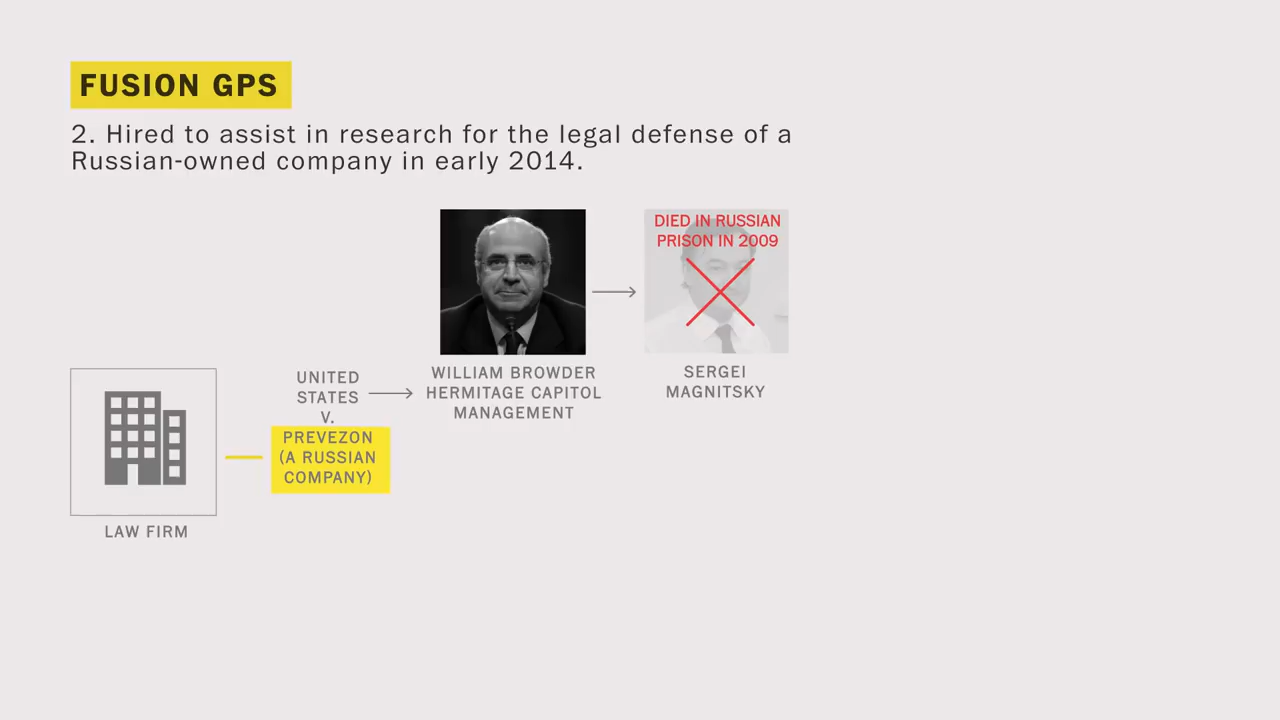 FUSION GPS
2. Hired to assist in research for the legal defense of a
Russian-owned company in early 2014.
DIED IN RUSSIAN
PRISON IN 2009
WILLIAM BROWDER
HERMITAGE CAPITOL
MANAGEMENT
SERGEI
MAGNITSKY
UNITED
STATES
V.
PREVEZON
(A RUSSIAN
COMPANY)
LAW FIRM